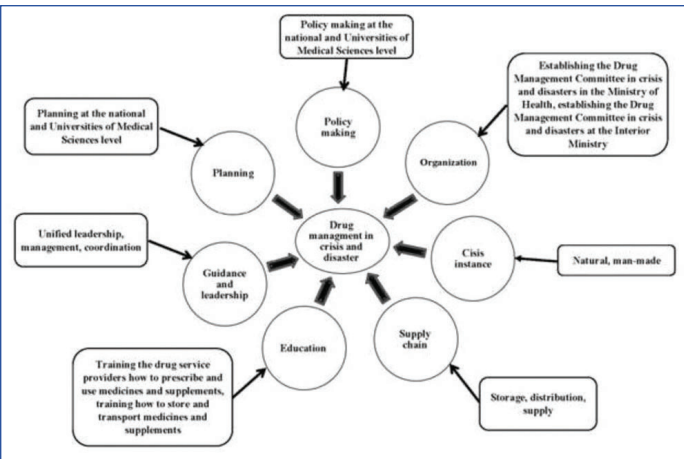 Policy making at the
national and Universities of
Medical Sciences level
Establishing the Drug
Management Committee in crisis
and disasters in the Ministry of
Health, establishing the Drug
Management Committee in crisis
and disasters at the Interior
Ministry
Planning at the national
and Universities of Medical
Sciences level
Policy
making
Organization
Planning
Drug
managment in
crisis and
disaster
Unified leadership,
management, coordination
Guidance
and
leadership
Cisis
instance
Natural, man-made
Education
Supply
chain
Training the drug service
providers how to prescribe and
use medicines and supplements,
training how to store and
transport medicines and
supplements
Storage, distribution,
supply